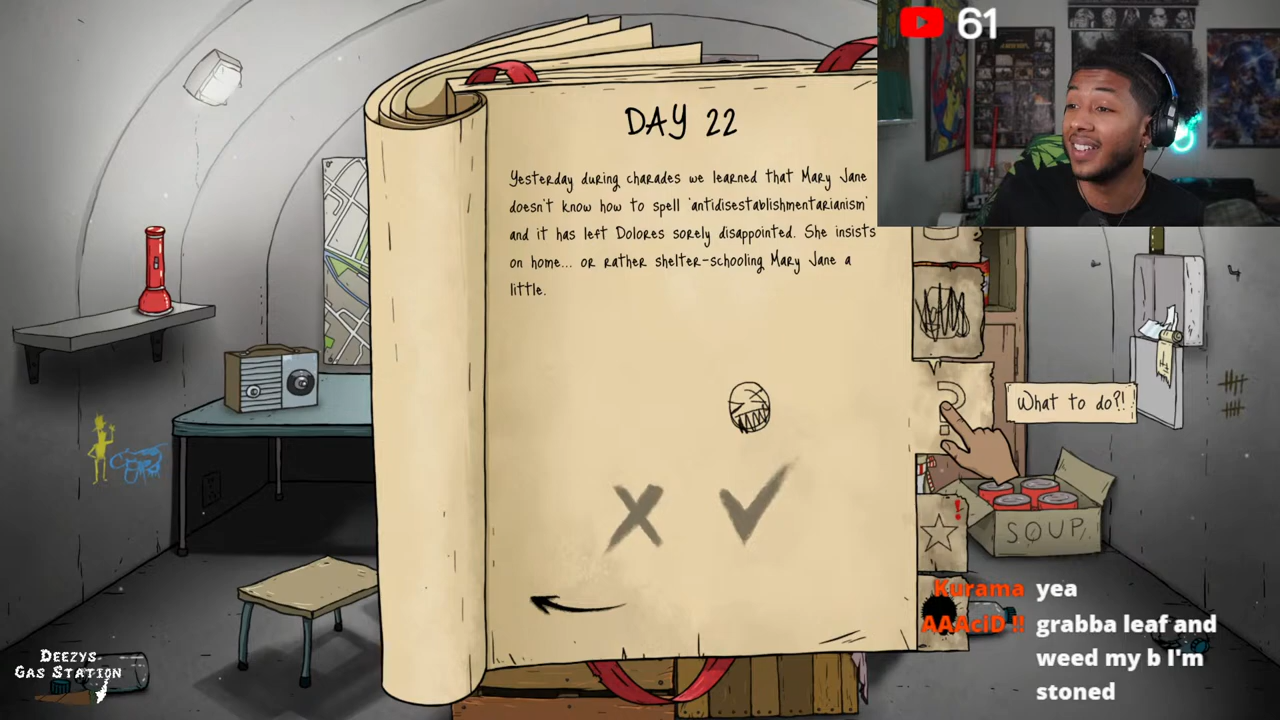 61
DAY 22
Yesterday during charades we learned that Mary Jane
doesn't know how to spell 'antidisestablishmentarianism'
and it has left Dolores sorely disappointed. She insists
on home... or rather shelter-schooling Mary Jane a
little.
What to do?!
SOUP
Kurama yea
AAAciD !! grabba leaf and
weed my b I'm
stoned
DEEZYS
GAS STATION